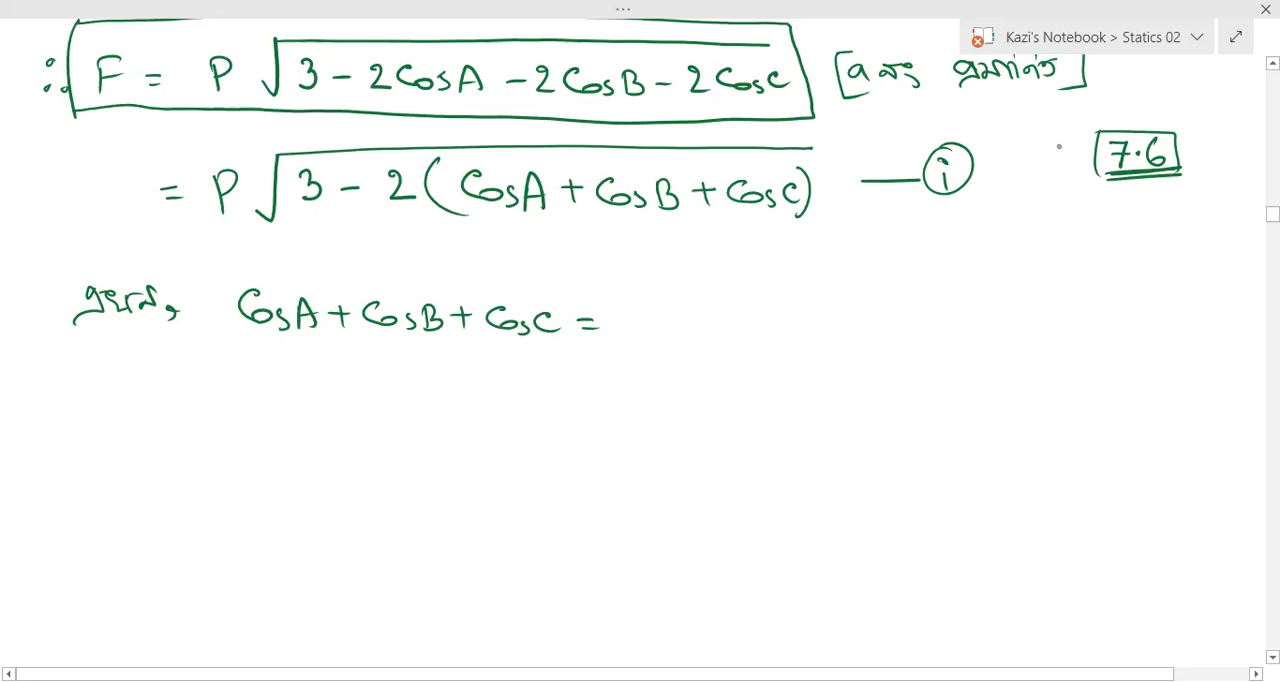 Kazi's Notebook > Statics 02
∴ F = P √(3 - 2CosA - 2CosB - 2CosC) [a নং প্রমাণিত]
= P √(3 - 2(CosA + CosB + CosC)) — (i) 7.6
এখন, CosA + CosB + CosC =